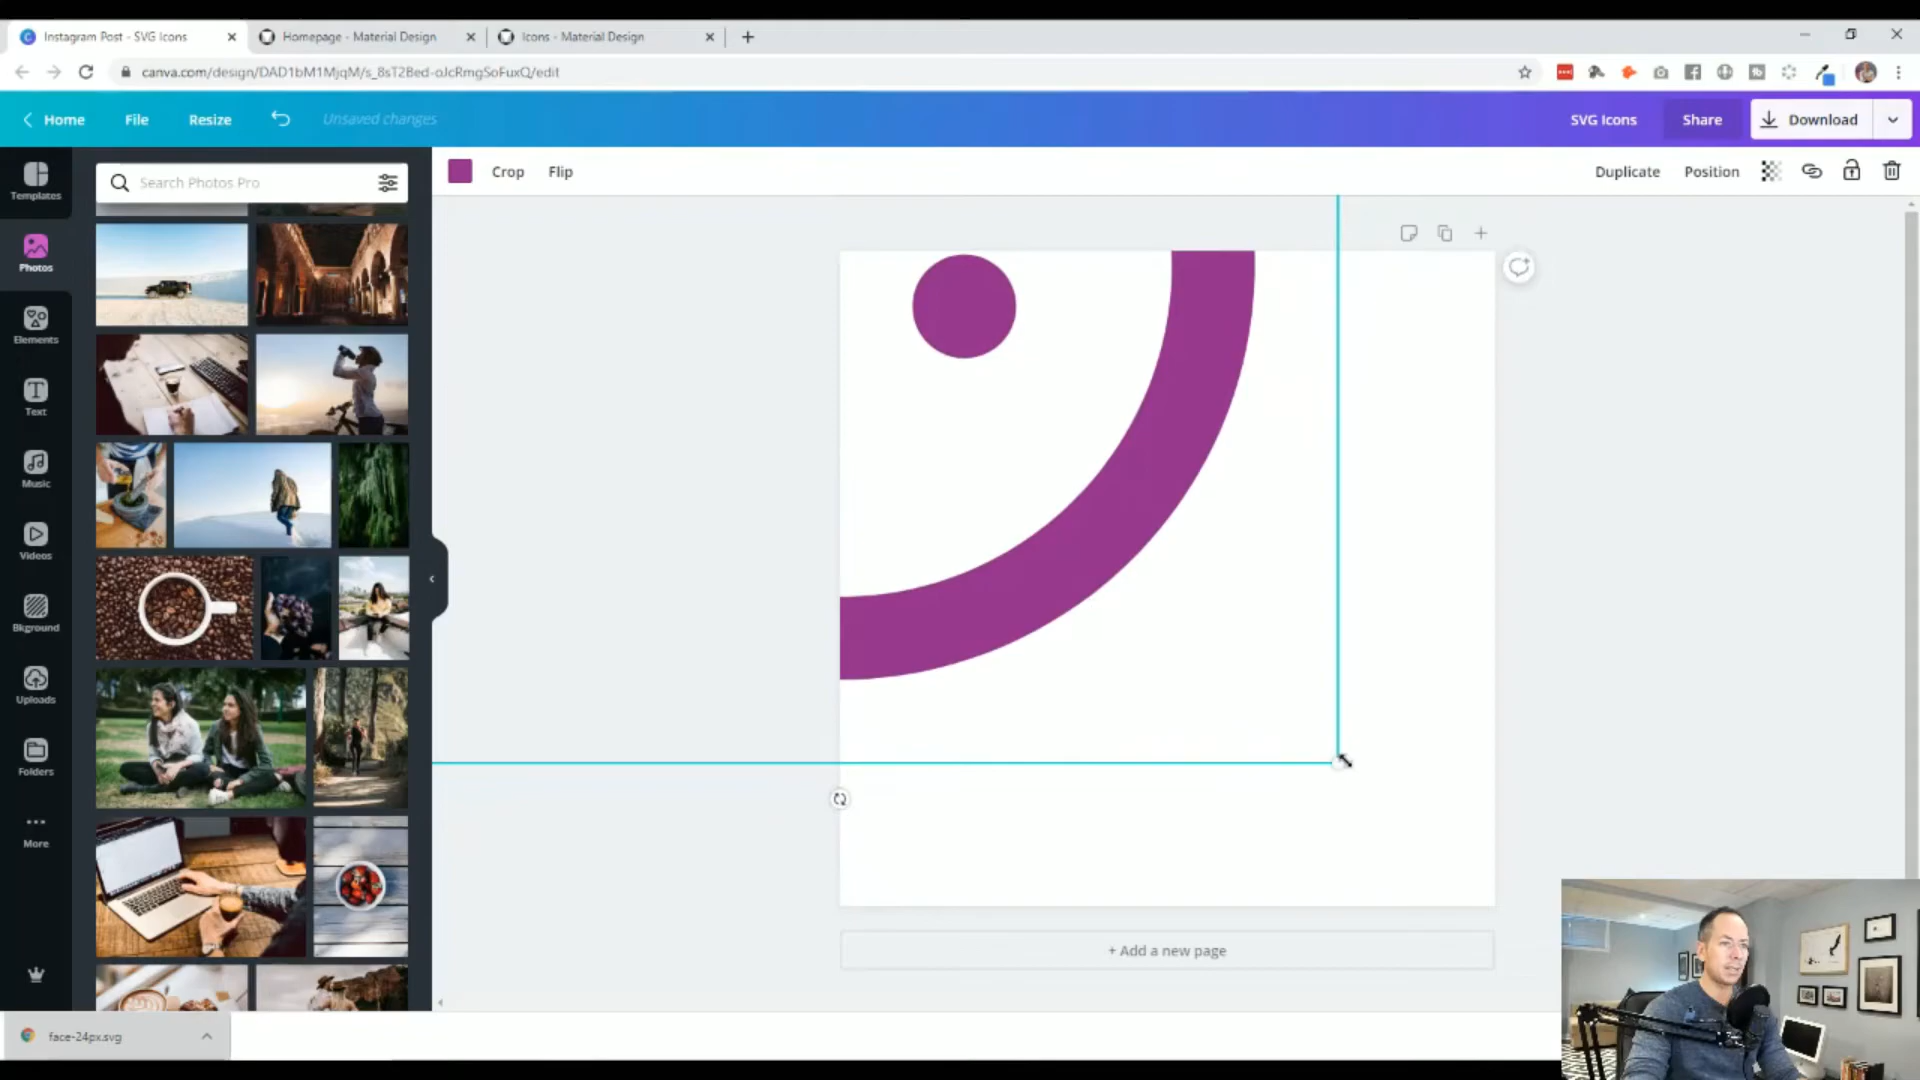 Instagram Post - SVG Icons
Homepage - Material Design
Icons - Material Design
canva.com/design/DAD1bM1MjqM/s_8sT2Bed-oJcRmgSoFuxQ/edit
Home
File
Resize
Unsaved changes
SVG Icons
Share
Download
Templates
Photos
Elements
Text
Music
Videos
Bkground
Uploads
Folders
More
Search Photos Pro
Crop
Flip
Duplicate
Position
+ Add a new page
face-24px.svg